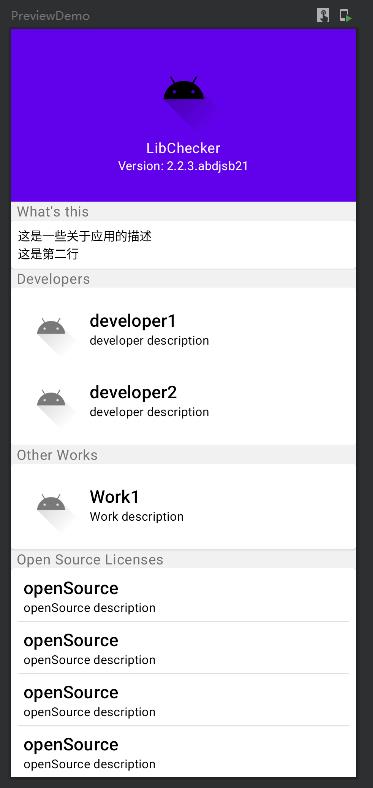 PreviewDemo
LibChecker
Version: 2.2.3.abdjsb21
What's this
这是一些关于应用的描述
这是第二行
Developers
developer1
developer description
developer2
developer description
Other Works
Work1
Work description
Open Source Licenses
openSource
openSource description
openSource
openSource description
openSource
openSource description
openSource
openSource description